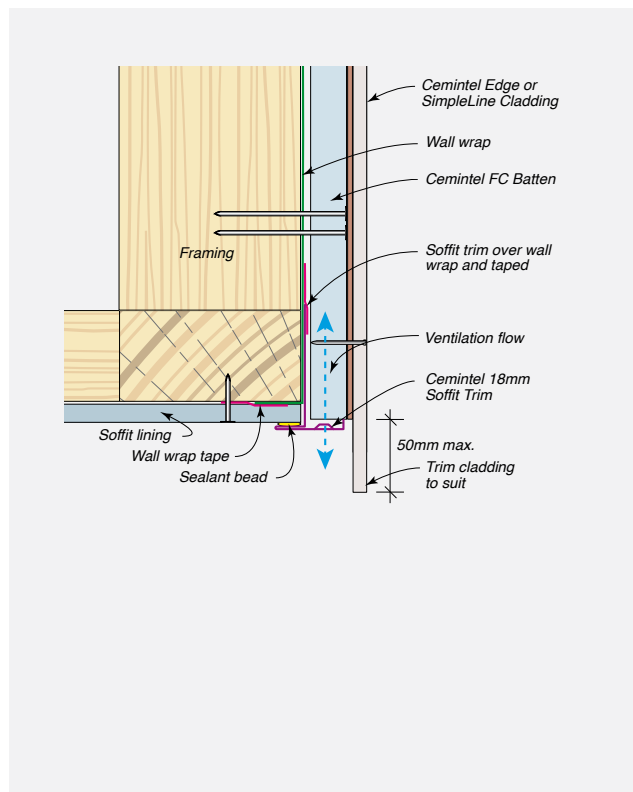 Cemintel Edge or
SimpleLine Cladding
Wall wrap
Cemintel FC Batten
Framing
Soffit trim over wall
wrap and taped
Ventilation flow
Cemintel 18mm
Soffit Trim
Soffit lining
Wall wrap tape
Sealant bead
50mm max.
Trim cladding
to suit